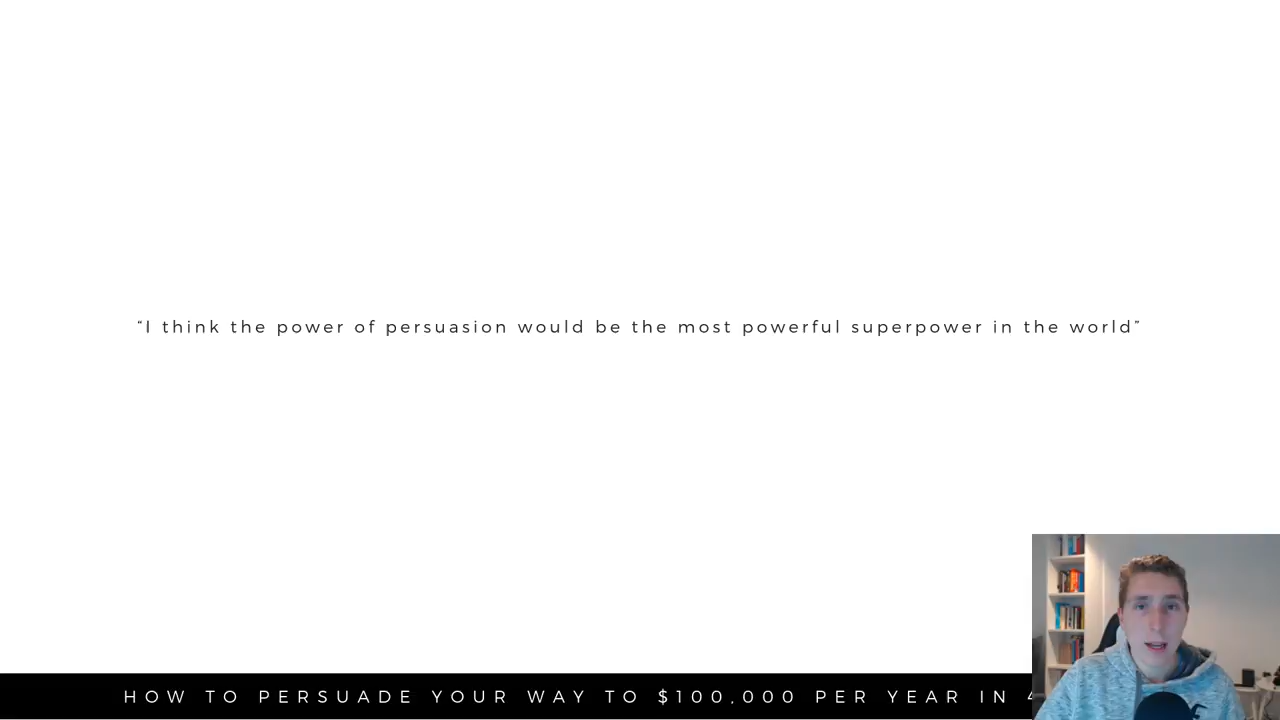 “I think the power of persuasion would be the most powerful superpower in the world”
HOW TO PERSUADE YOUR WAY TO $100,000 PER YEAR IN